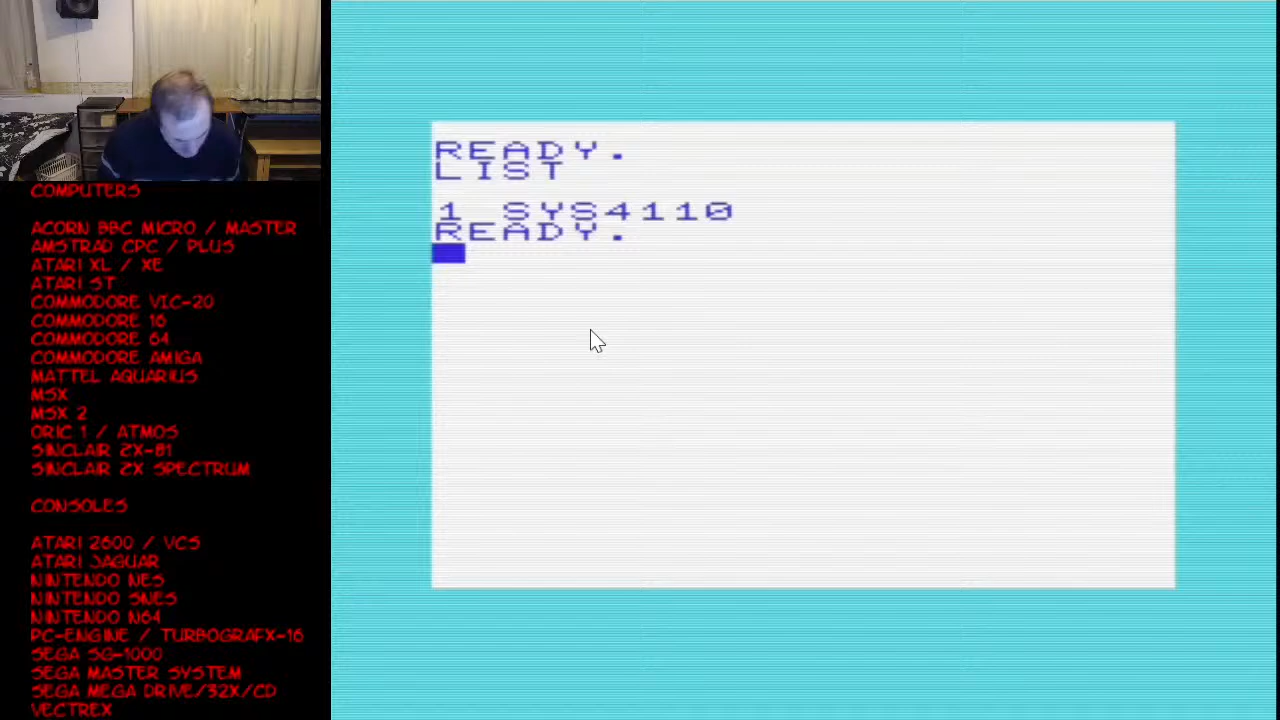 COMPUTERS
ACORN BBC MICRO / MASTER
AMSTRAD CPC / PLUS
ATARI XL / XE
ATARI ST
COMMODORE VIC-20
COMMODORE 16
COMMODORE 64
COMMODORE AMIGA
MATTEL AQUARIUS
MSX
MSX 2
ORIC 1 / ATMOS
SINCLAIR ZX-81
SINCLAIR ZX SPECTRUM
CONSOLES
ATARI 2600 / VCS
ATARI JAGUAR
NINTENDO NES
NINTENDO SNES
NINTENDO N64
PC-ENGINE / TURBOGRAFX-16
SEGA SG-1000
SEGA MASTER SYSTEM
SEGA MEGA DRIVE/32X/CD
VECTREX
READY.
LIST
1 SYS4110
READY.